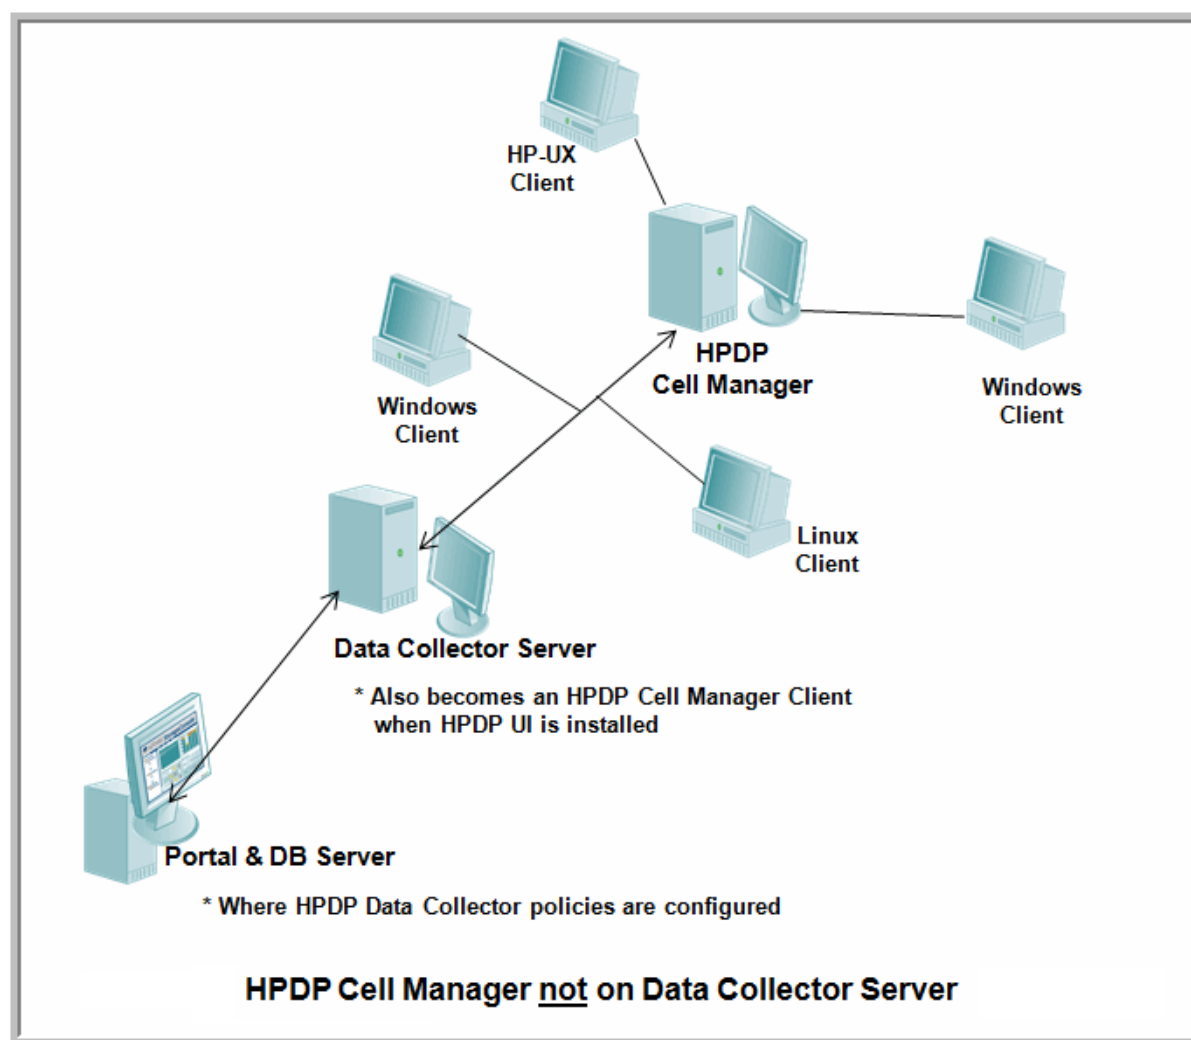 HP-UX
Client
HPDP
Cell Manager
Windows
Client
Windows
Client
Linux
Client
Data Collector Server
* Also becomes an HPDP Cell Manager Client
when HPDP UI is installed
Portal & DB Server
* Where HPDP Data Collector policies are configured
HPDP Cell Manager not on Data Collector Server